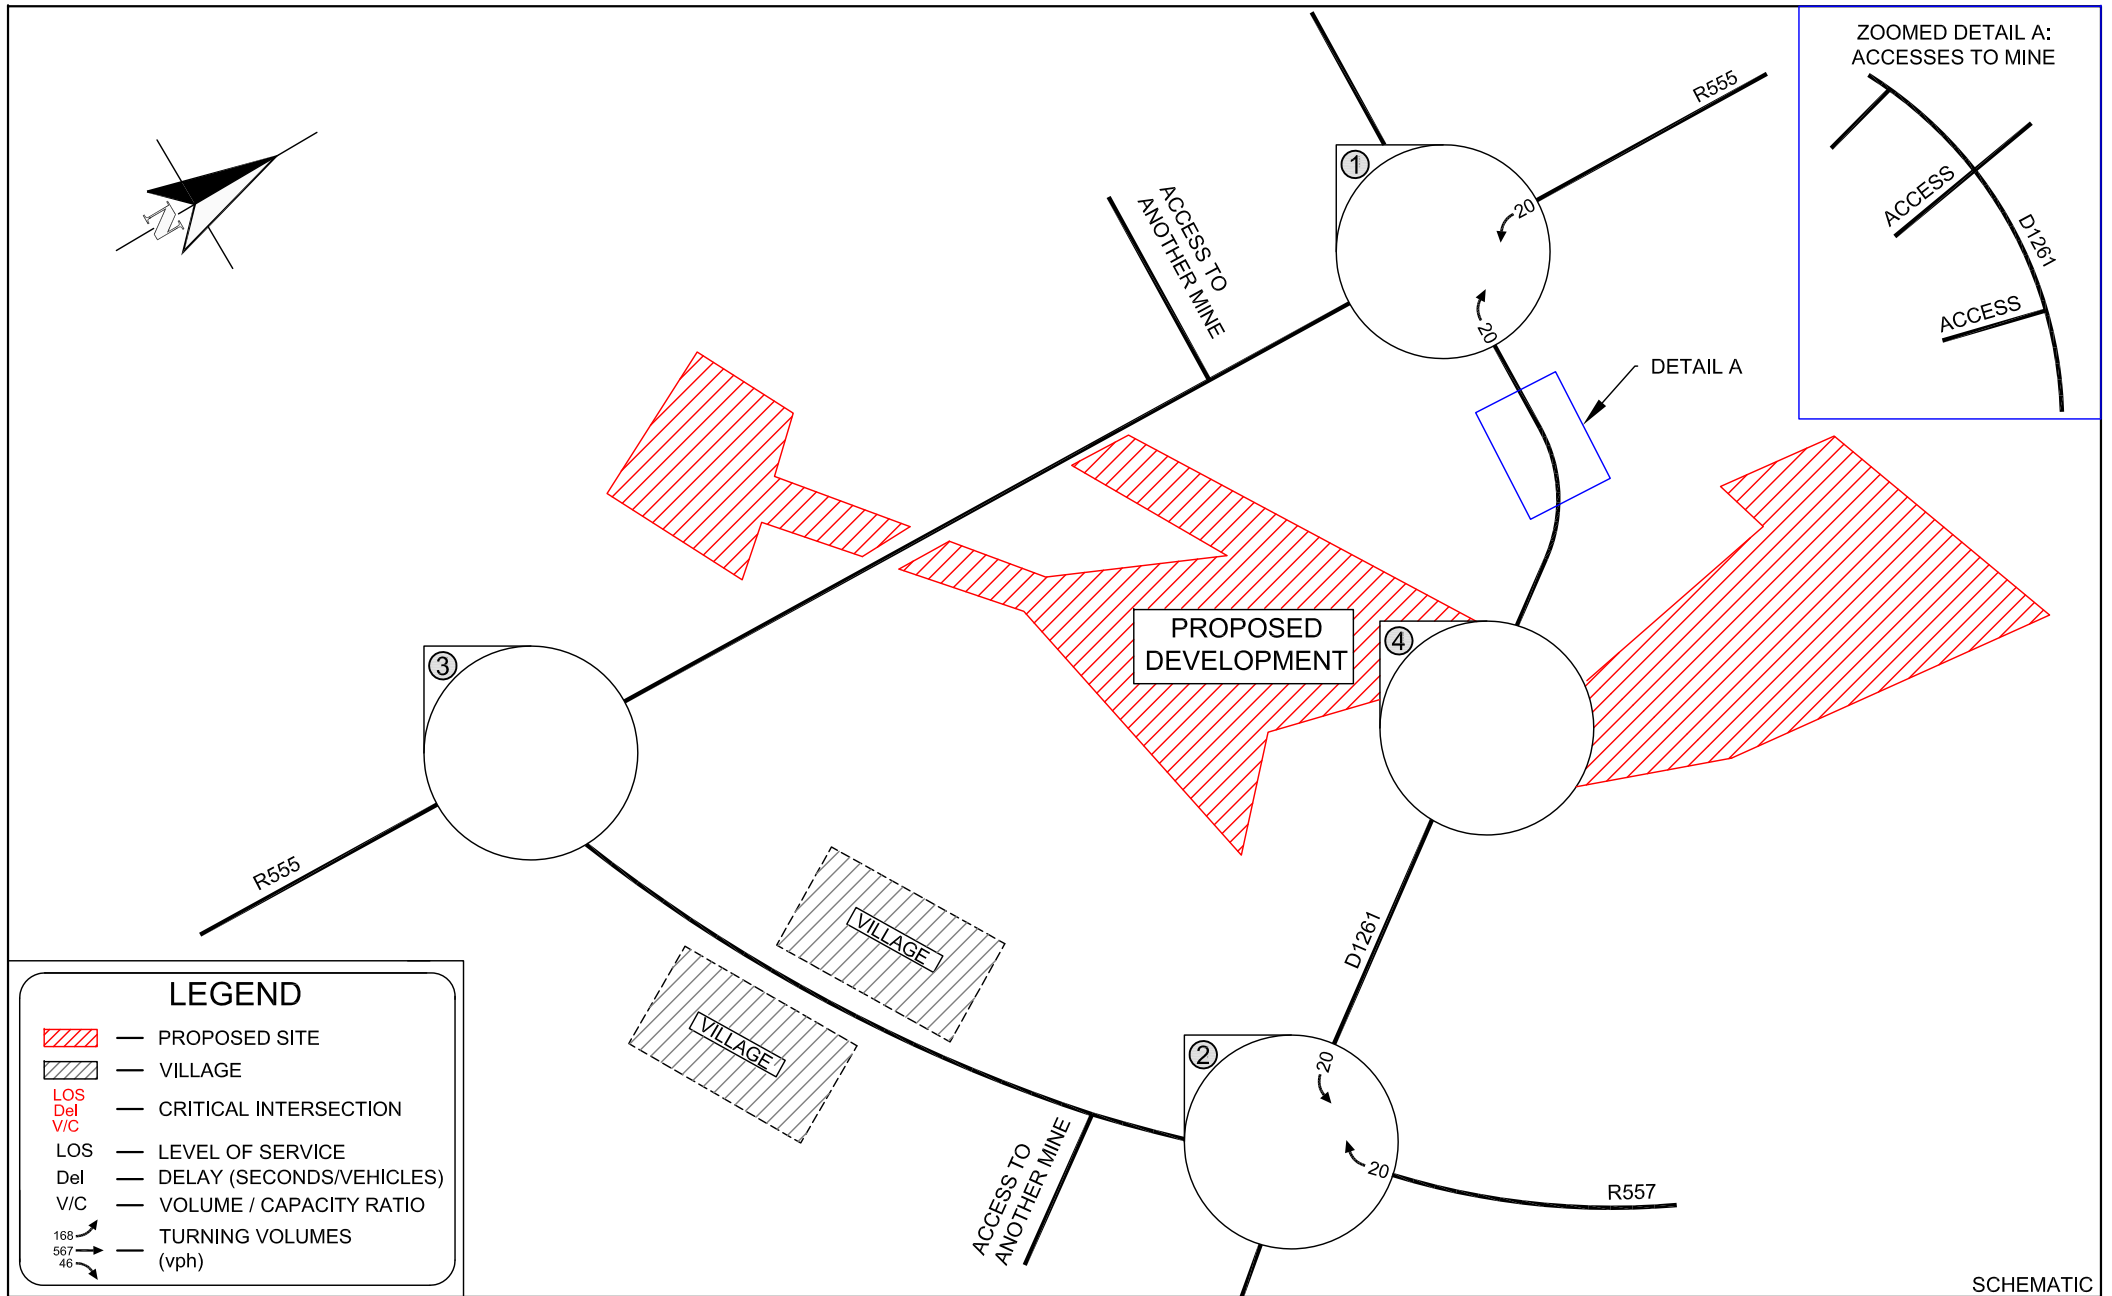 ZOOMED DETAIL A:
ACCESSES TO MINE
ACCESS
D1261
ACCESS
R555
1
20
20
ACCESS TO
ANOTHER MINE
N
DETAIL A
PROPOSED
DEVELOPMENT
4
3
R555
VILLAGE
VILLAGE
D1261
2
20
20
R557
ACCESS TO
ANOTHER MINE
LEGEND
PROPOSED SITE
VILLAGE
LOS
Del
V/C
CRITICAL INTERSECTION
LOS
LEVEL OF SERVICE
Del
DELAY (SECONDS/VEHICLES)
V/C
VOLUME / CAPACITY RATIO
168
567
46
TURNING VOLUMES
(vph)
SCHEMATIC